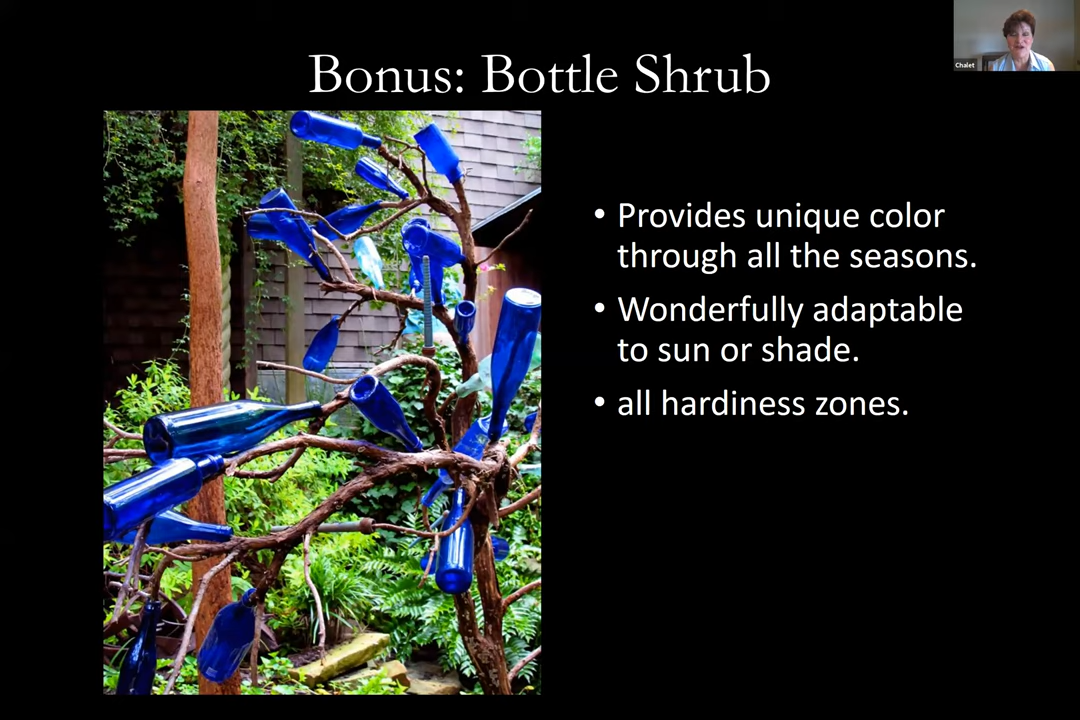 Chalet
Bonus: Bottle Shrub
• Provides unique color
through all the seasons.
• Wonderfully adaptable
to sun or shade.
• all hardiness zones.